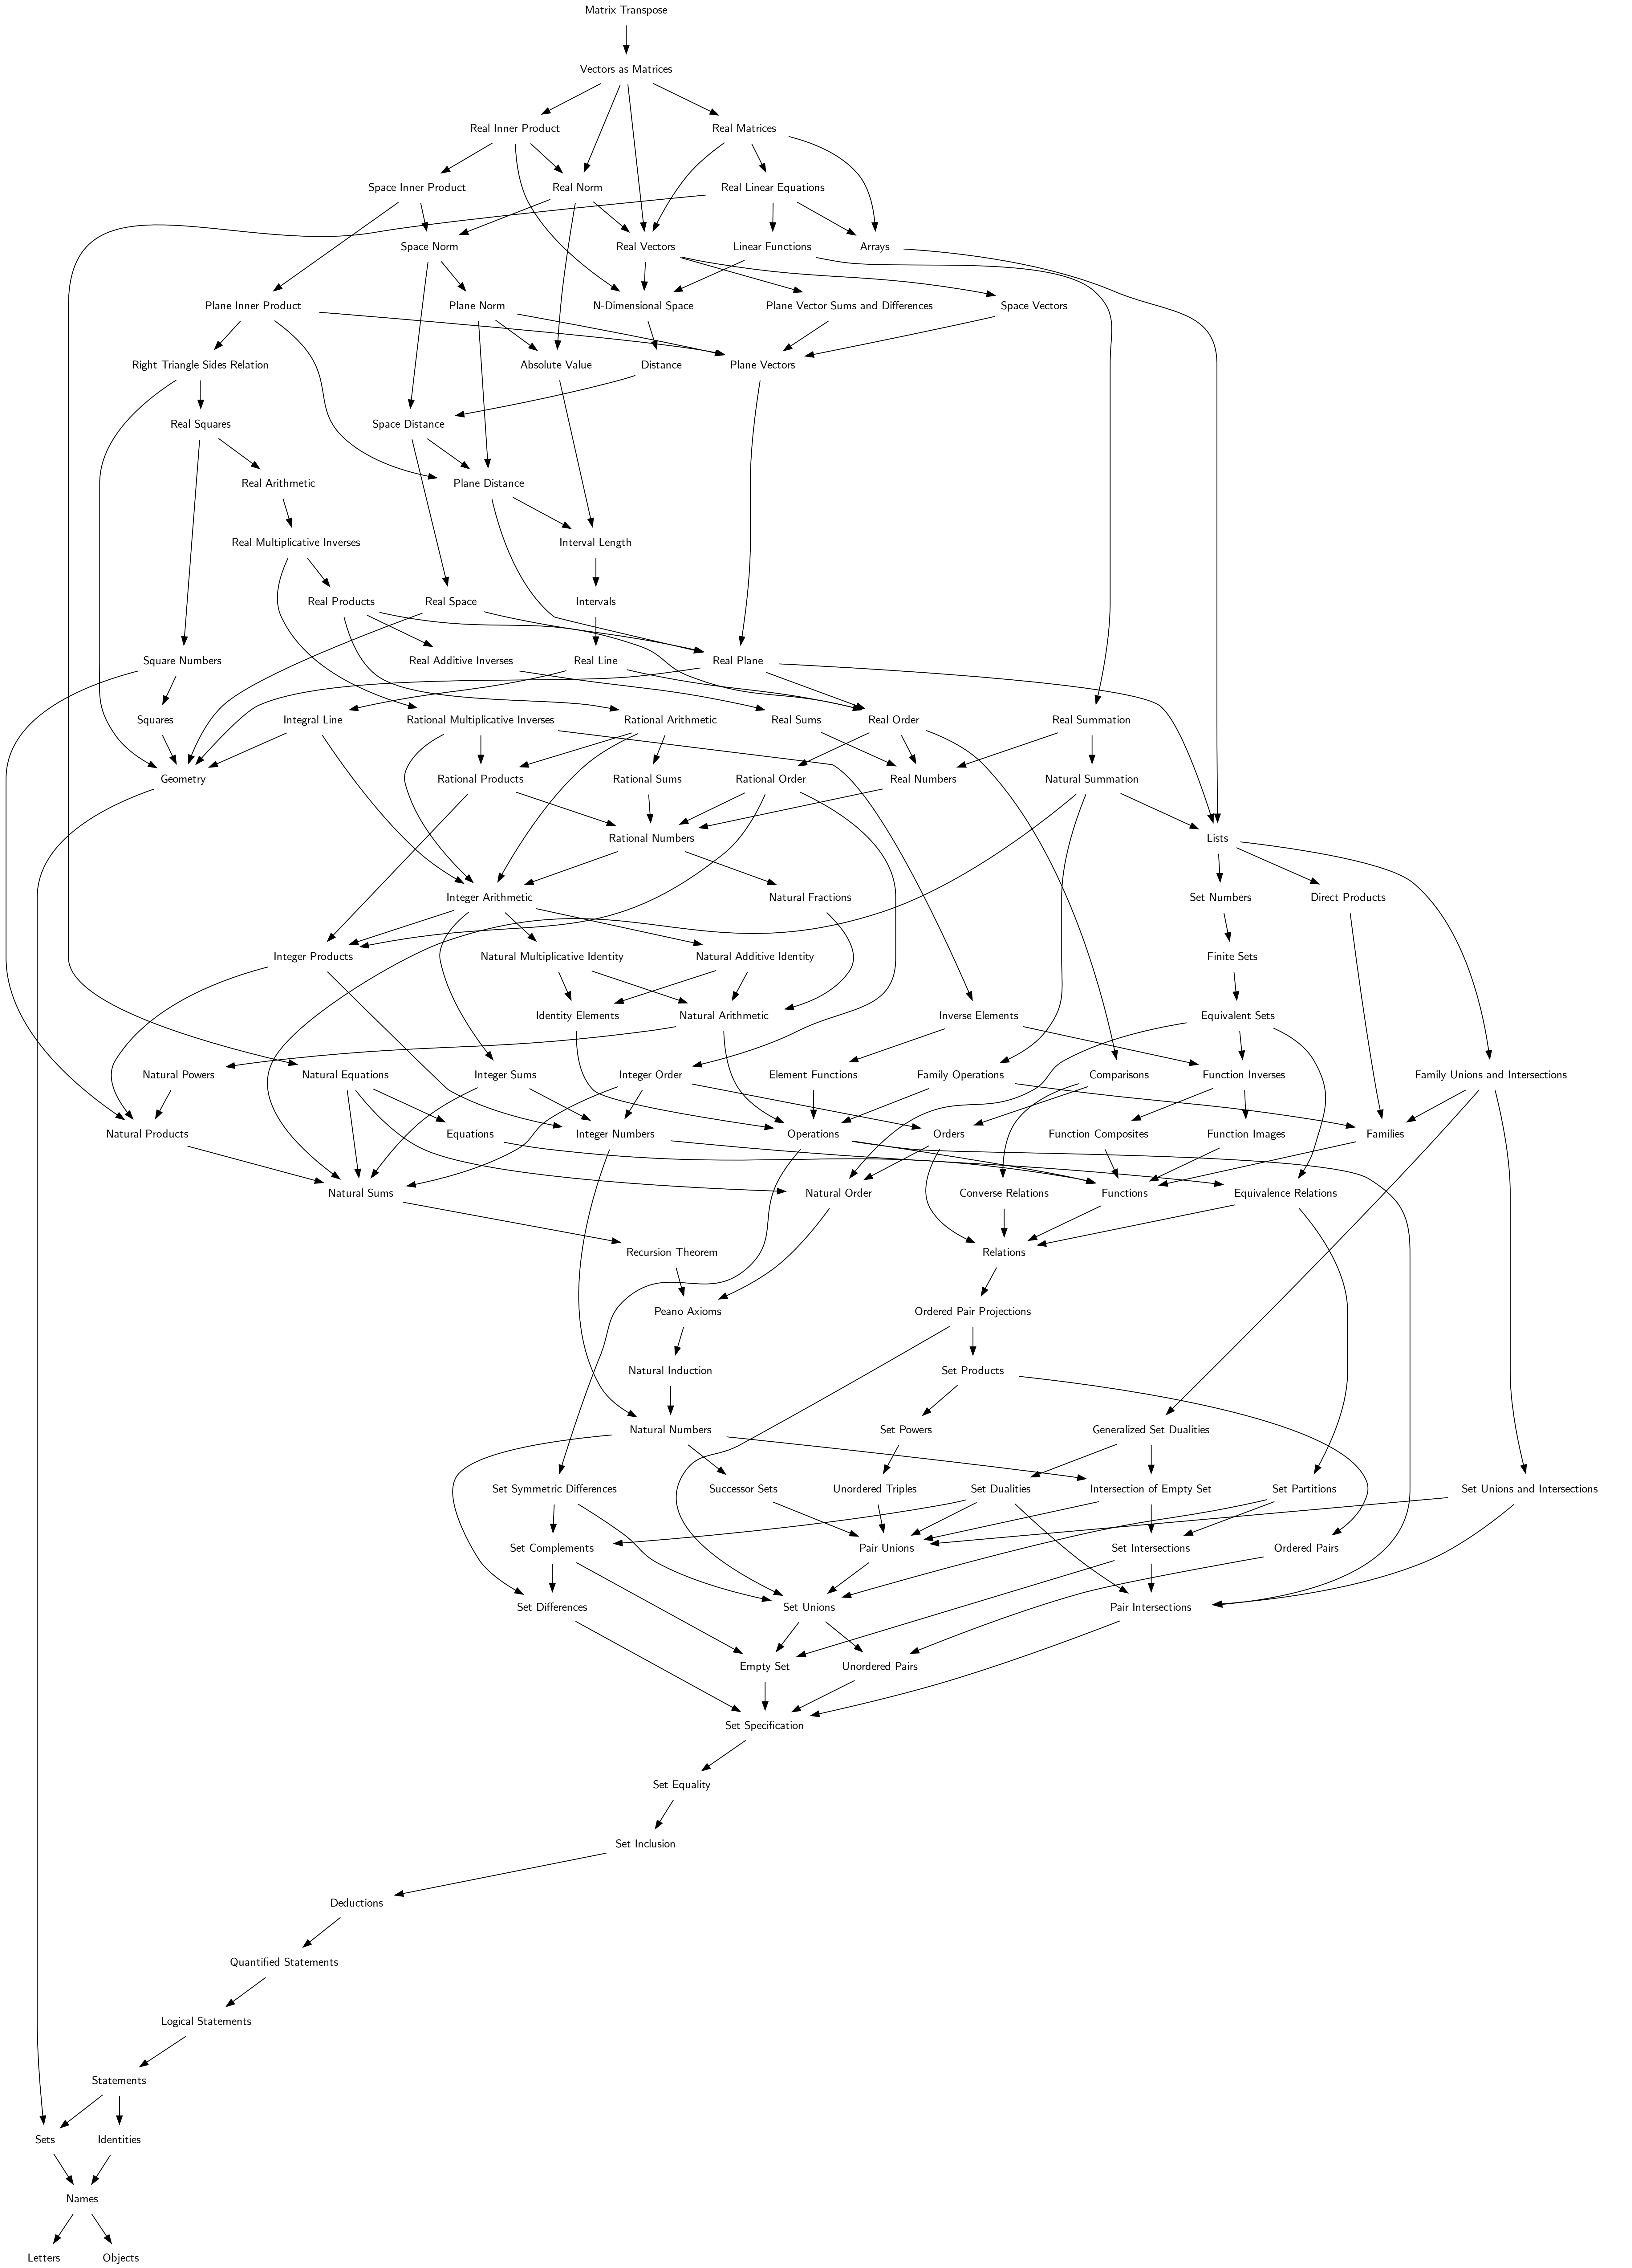 Matrix Transpose
Vectors as Matrices
Real Inner Product
Real Matrices
Space Inner Product
Real Norm
Real Linear Equations
Space Norm
Real Vectors
Linear Functions
Arrays
Plane Inner Product
Plane Norm
N-Dimensional Space
Plane Vector Sums and Differences
Space Vectors
Right Triangle Sides Relation
Absolute Value
Distance
Plane Vectors
Real Squares
Space Distance
Real Arithmetic
Plane Distance
Real Multiplicative Inverses
Interval Length
Real Products
Real Space
Intervals
Square Numbers
Real Additive Inverses
Real Line
Real Plane
Squares
Integral Line
Rational Multiplicative Inverses
Rational Arithmetic
Real Sums
Real Order
Real Summation
Geometry
Rational Products
Rational Sums
Rational Order
Real Numbers
Natural Summation
Rational Numbers
Lists
Integer Arithmetic
Natural Fractions
Set Numbers
Direct Products
Integer Products
Natural Multiplicative Identity
Natural Additive Identity
Finite Sets
Identity Elements
Natural Arithmetic
Inverse Elements
Equivalent Sets
Natural Powers
Natural Equations
Integer Sums
Integer Order
Element Functions
Family Operations
Comparisons
Function Inverses
Family Unions and Intersections
Natural Products
Equations
Integer Numbers
Operations
Orders
Function Composites
Function Images
Families
Natural Sums
Natural Order
Converse Relations
Functions
Equivalence Relations
Recursion Theorem
Relations
Peano Axioms
Ordered Pair Projections
Natural Induction
Set Products
Natural Numbers
Set Powers
Generalized Set Dualities
Set Symmetric Differences
Successor Sets
Unordered Triples
Set Dualities
Intersection of Empty Set
Set Partitions
Set Unions and Intersections
Set Complements
Pair Unions
Set Intersections
Ordered Pairs
Set Differences
Set Unions
Pair Intersections
Empty Set
Unordered Pairs
Set Specification
Set Equality
Set Inclusion
Deductions
Quantified Statements
Logical Statements
Statements
Sets
Identities
Names
Letters
Objects